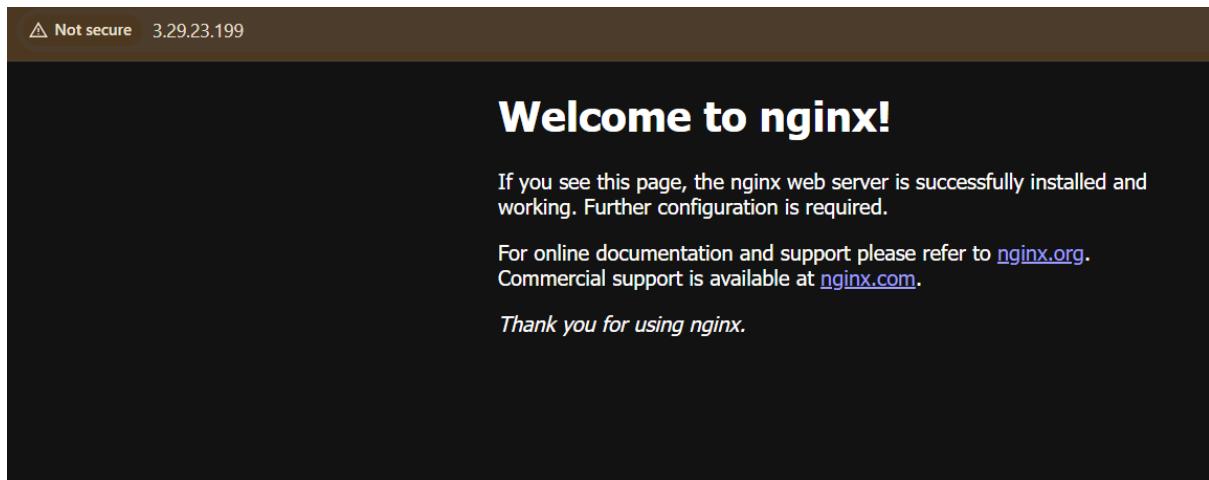 Not secure 3.29.23.199
Welcome to nginx!
If you see this page, the nginx web server is successfully installed and
working. Further configuration is required.
For online documentation and support please refer to nginx.org.
Commercial support is available at nginx.com.
Thank you for using nginx.